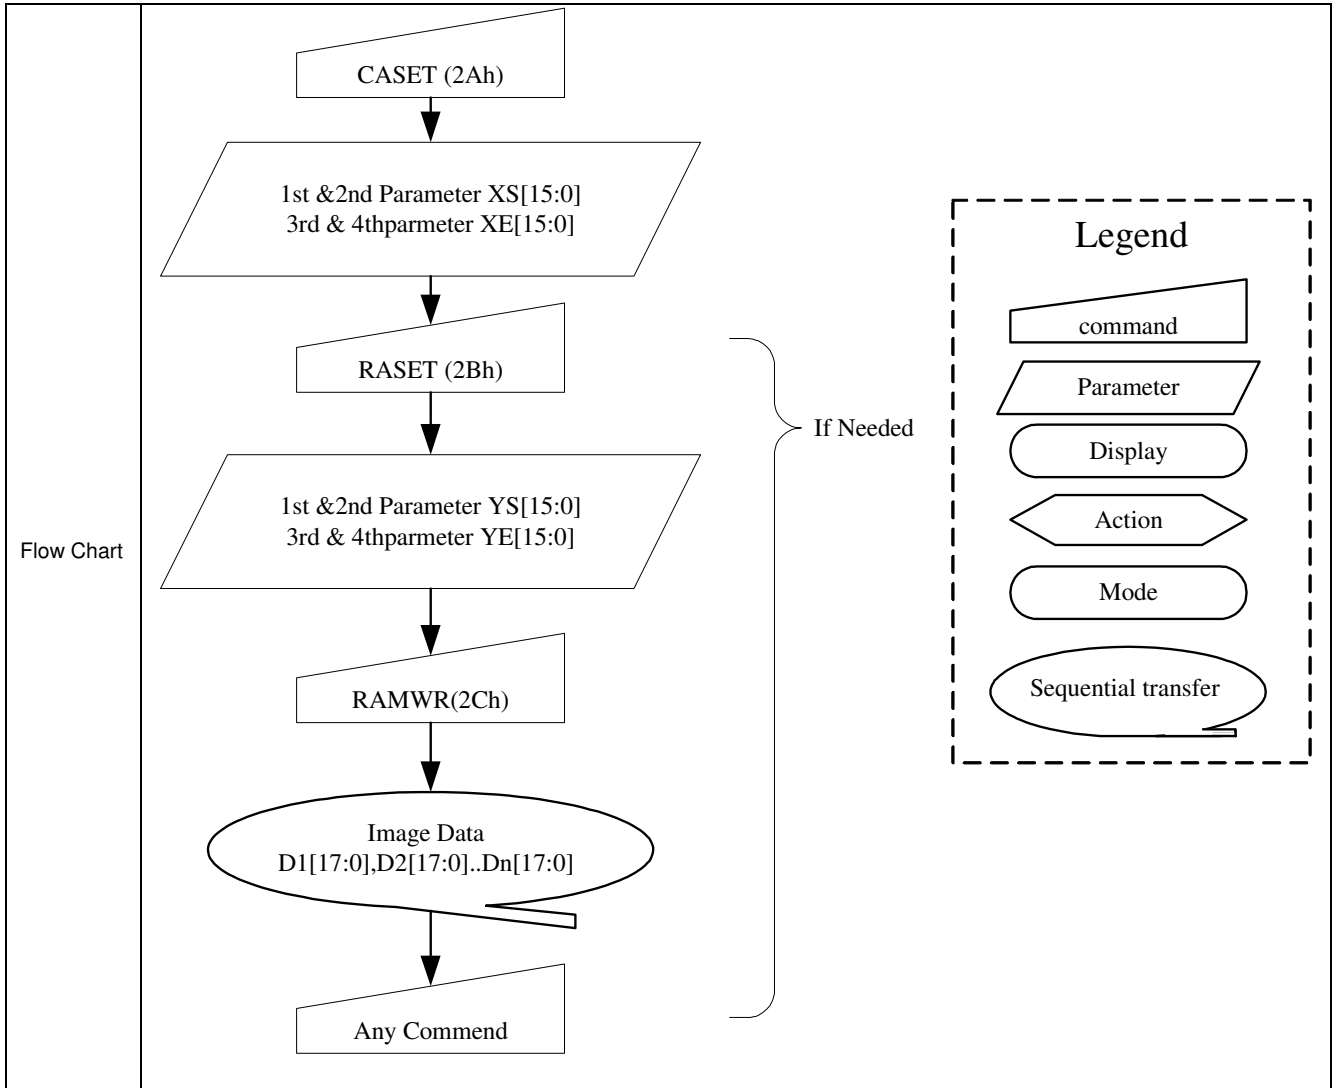 Flow Chart
CASET (2Ah)
1st &2nd Parameter XS[15:0]
3rd & 4thparmeter XE[15:0]
RASET (2Bh)
1st &2nd Parameter YS[15:0]
3rd & 4thparmeter YE[15:0]
RAMWR(2Ch)
Image Data
D1[17:0],D2[17:0]..Dn[17:0]
Any Commend
If Needed
Legend
command
Parameter
Display
Action
Mode
Sequential transfer